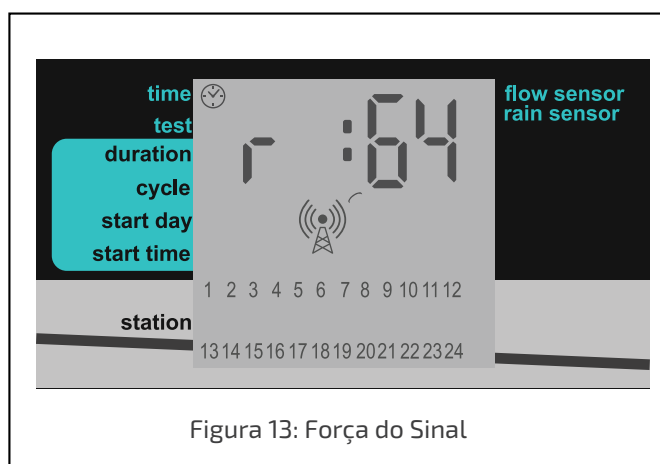 time
test
duration
cycle
start day
start time
station
r :64
1 2 3 4 5 6 7 8 9 10 11 12
13 14 15 16 17 18 19 20 21 22 23 24
flow sensor
rain sensor
Figura 13: Força do Sinal